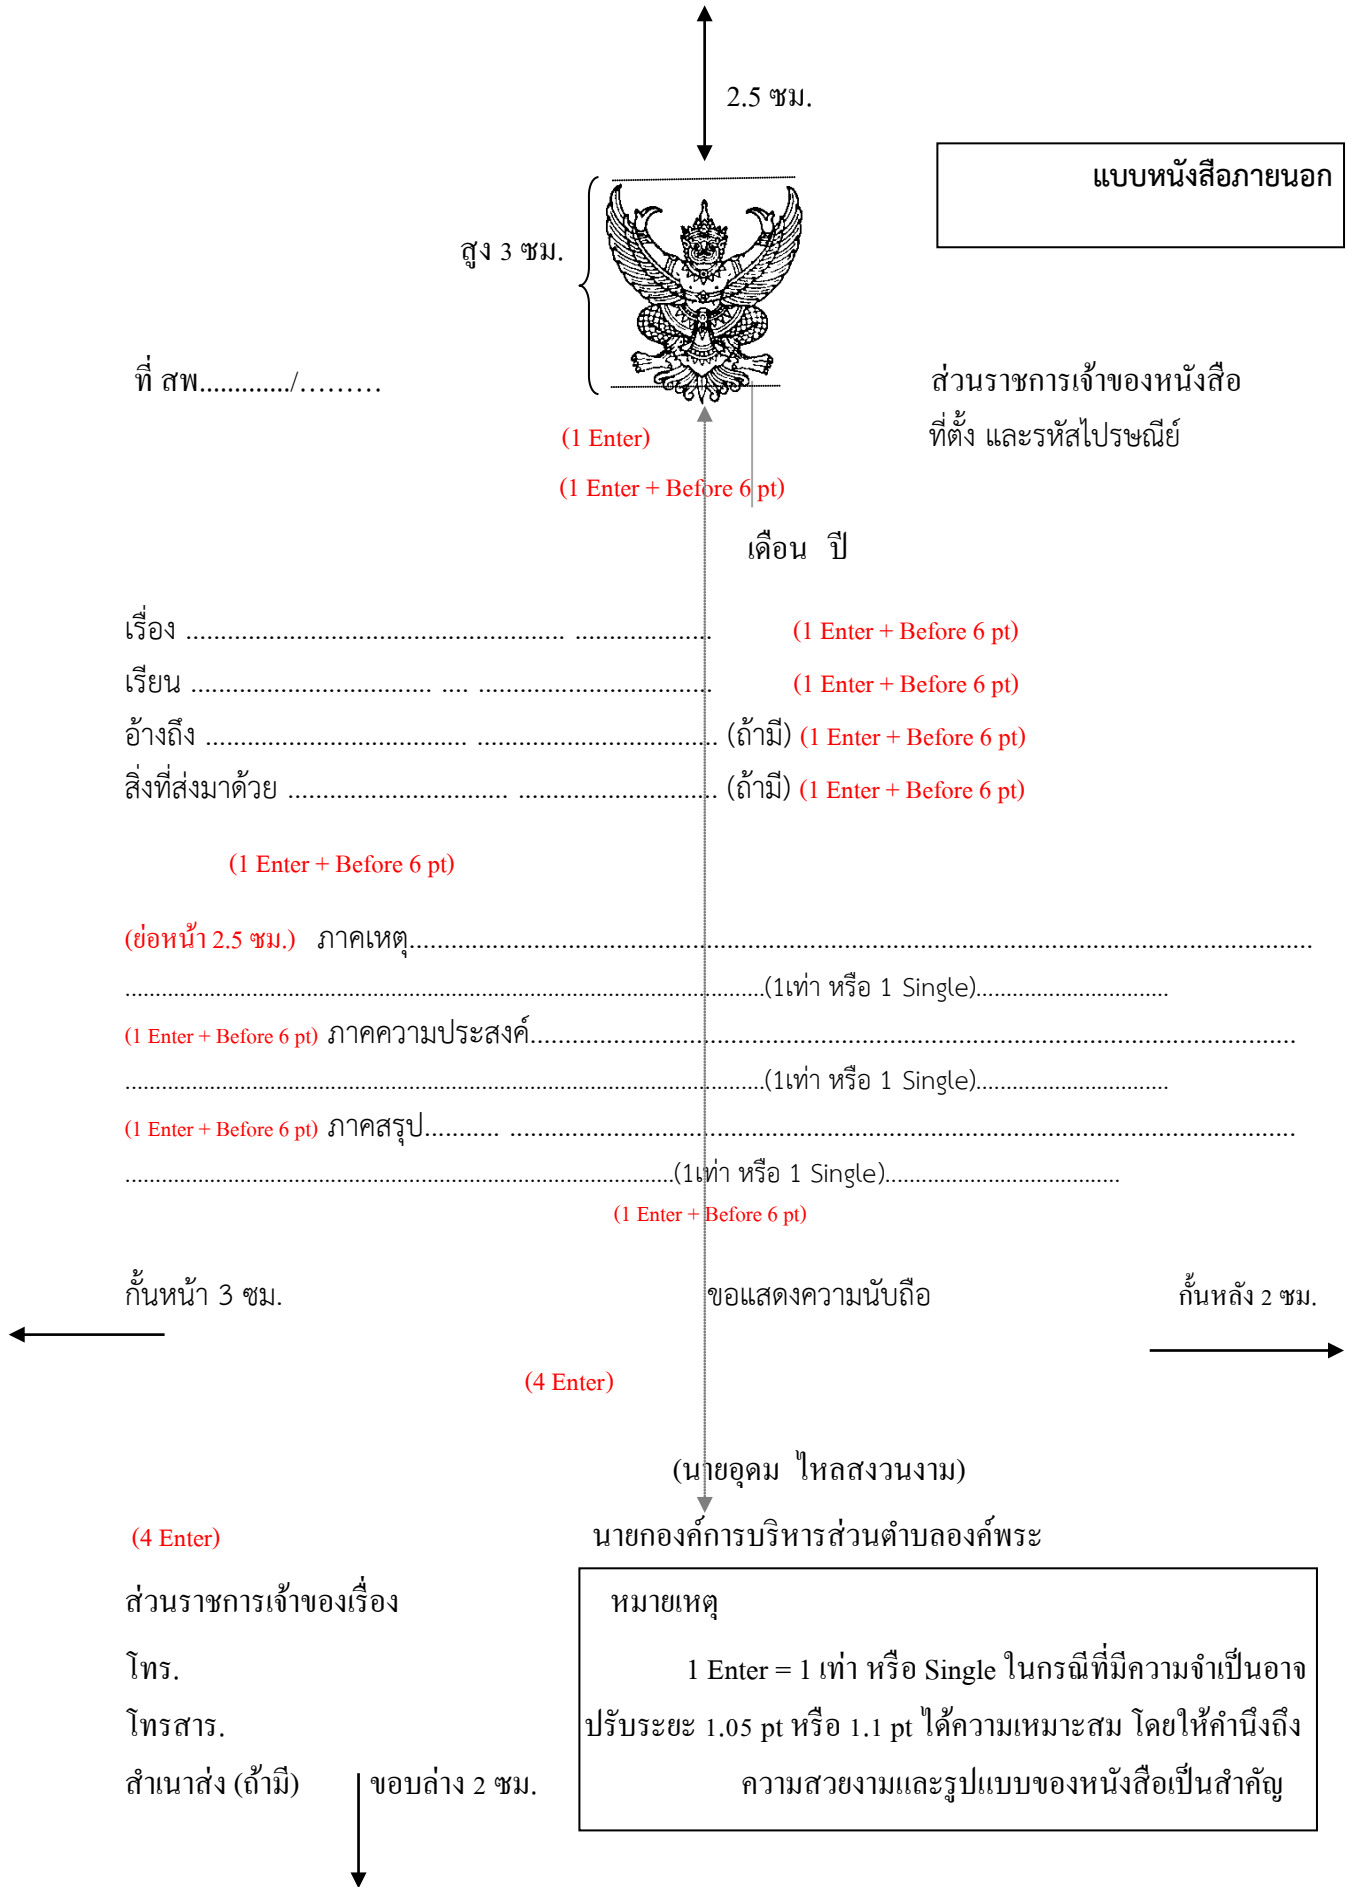 2.5 ซม.
แบบหนังสือภายนอก
สูง 3 ซม.
ที่ สพ............./……… ส่วนราชการเจ้าของหนังสือ
(1 Enter) ที่ตั้ง และรหัสไปรษณีย์
(1 Enter + Before 6 pt)
เดือน ปี
เรื่อง ....................................................... .................... (1 Enter + Before 6 pt)
เรียน ................................... .... .................................. (1 Enter + Before 6 pt)
อ้างถึง ...................................... ................................... (ถ้ามี) (1 Enter + Before 6 pt)
สิ่งที่ส่งมาด้วย ................................ ............................. (ถ้ามี) (1 Enter + Before 6 pt)
(1 Enter + Before 6 pt)
(ย่อหน้า 2.5 ซม.) ภาคเหตุ...................................................................................................................................
.........................................................................................................(1เท่า หรือ 1 Single)................................
(1 Enter + Before 6 pt) ภาคความประสงค์...............................................................................................................
.........................................................................................................(1เท่า หรือ 1 Single)................................
(1 Enter + Before 6 pt) ภาคสรุป........... ..................................................................................................................
..........................................................................................(1เท่า หรือ 1 Single).......................................
(1 Enter + Before 6 pt)
กั้นหน้า 3 ซม. ขอแสดงความนับถือ กั้นหลัง 2 ซม.
(4 Enter)
(นายอุดม ไหลสงวนงาม)
(4 Enter) นายกองค์การบริหารส่วนตำบลองค์พระ
ส่วนราชการเจ้าของเรื่อง
โทร.
โทรสาร.
สำเนาส่ง (ถ้ามี) ขอบล่าง 2 ซม.
หมายเหตุ
1 Enter = 1 เท่า หรือ Single ในกรณีที่มีความจำเป็นอาจ
ปรับระยะ 1.05 pt หรือ 1.1 pt ได้ความเหมาะสม โดยให้คำนึงถึง
ความสวยงามและรูปแบบของหนังสือเป็นสำคัญ